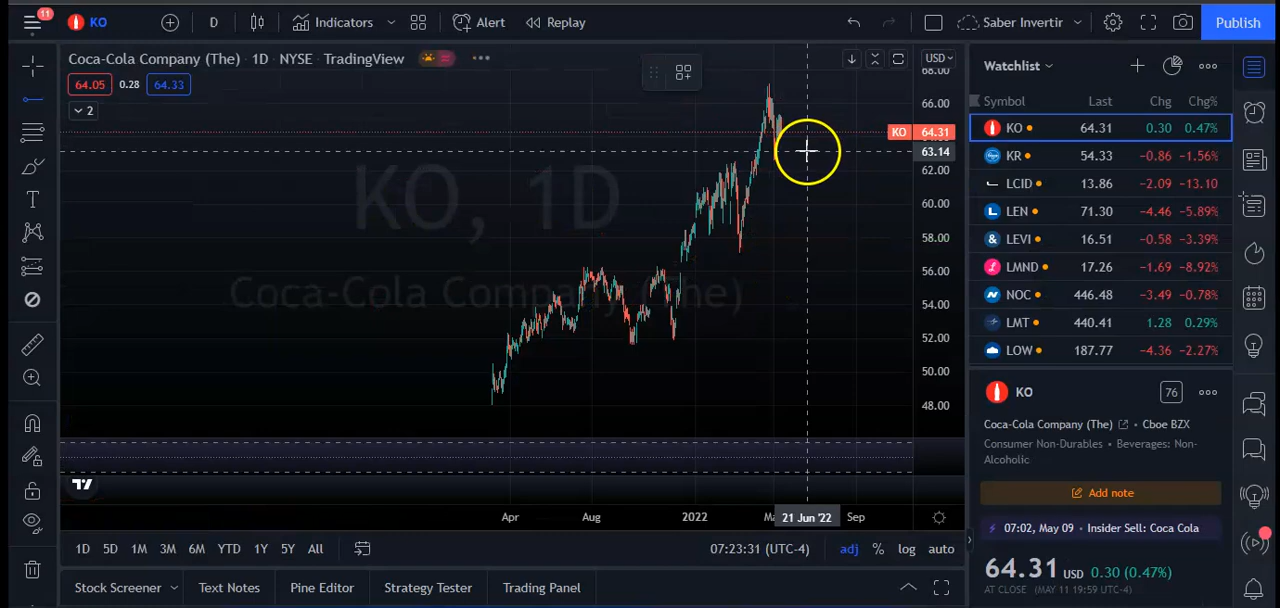 11
KO
D
Indicators
Alert
Replay
Saber Invertir
Publish
Coca-Cola Company (The) · 1D · NYSE · TradingView
64.05 0.28 64.33
2
USD
68.00
66.00
KO 64.31
63.14
62.00
60.00
58.00
56.00
54.00
52.00
50.00
48.00
KO, 1D
Coca-Cola Company (The)
Apr Aug 2022 21 Jun '22 Sep
1D 5D 1M 3M 6M YTD 1Y 5Y All
07:23:31 (UTC-4)
adj % log auto
Stock Screener Text Notes Pine Editor Strategy Tester Trading Panel
Watchlist
Symbol Last Chg Chg%
KO 64.31 0.30 0.47%
KR 54.33 −0.86 −1.56%
LCID 13.86 −2.09 −13.10
LEN 71.30 −4.46 −5.89%
LEVI 16.51 −0.58 −3.39%
LMND 17.26 −1.69 −8.92%
NOC 446.48 −3.49 −0.78%
LMT 440.41 1.28 0.29%
LOW 187.77 −4.36 −2.27%
KO
76
Coca-Cola Company (The) · Cboe BZX
Consumer Non-Durables · Beverages: Non-
Alcoholic
Add note
07:02, May 09 · Insider Sell: Coca Cola
64.31 USD 0.30 (0.47%)
AT CLOSE (MAY 11 19:59 UTC-4)